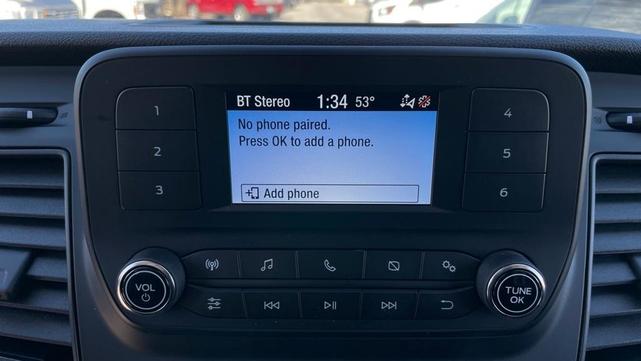 BT Stereo 1:34 53°
No phone paired.
Press OK to add a phone.
Add phone
1
2
3
4
5
6
VOL
TUNE
OK